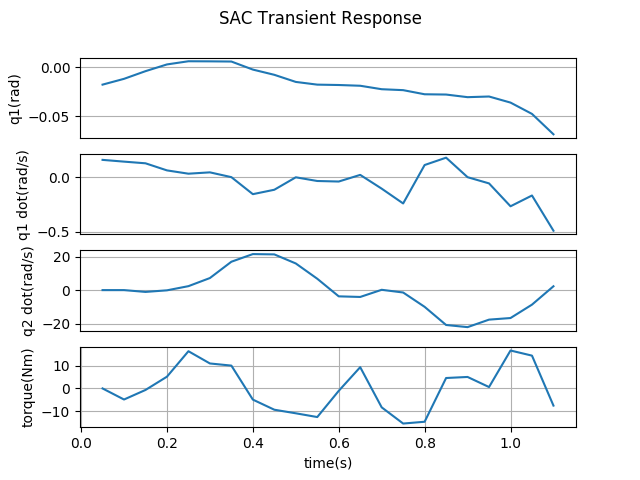 SAC Transient Response
q1(rad)
0.00
−0.05
q1 dot(rad/s)
0.0
−0.5
q2 dot(rad/s)
20
0
−20
torque(Nm)
10
0
−10
0.0 0.2 0.4 0.6 0.8 1.0
time(s)